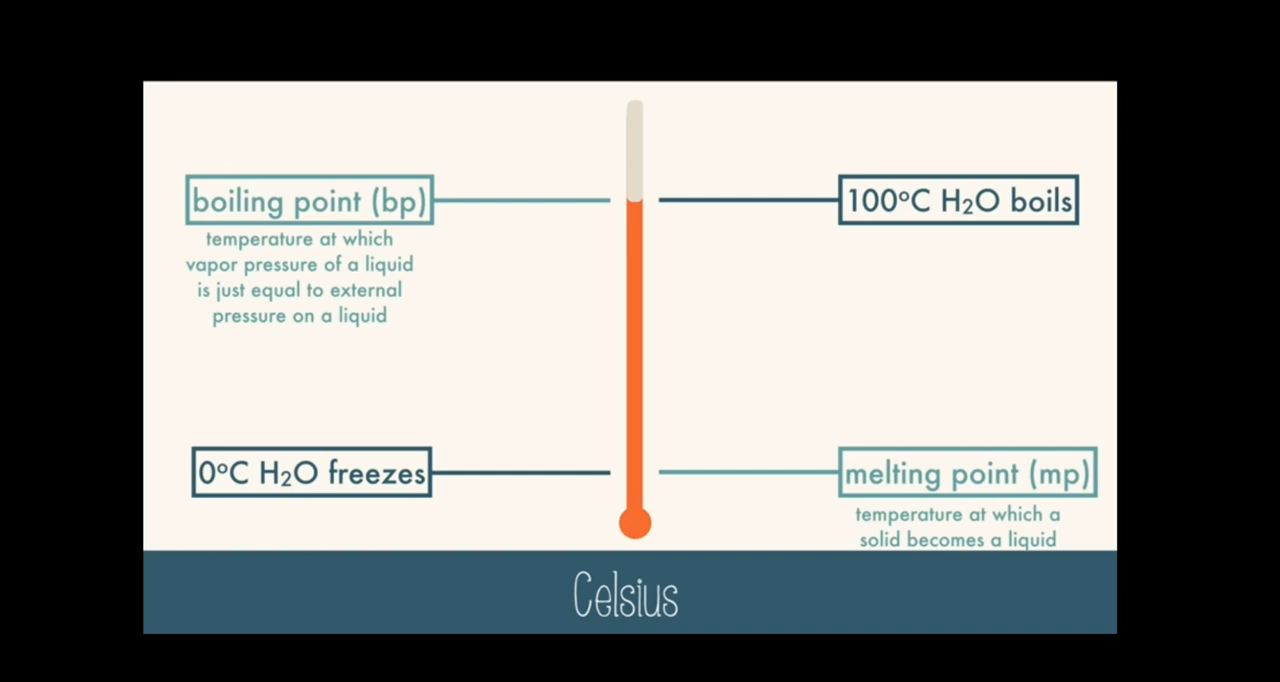 boiling point (bp)
temperature at which
vapor pressure of a liquid
is just equal to external
pressure on a liquid
100°C H₂O boils
0°C H₂O freezes
melting point (mp)
temperature at which a
solid becomes a liquid
Celsius